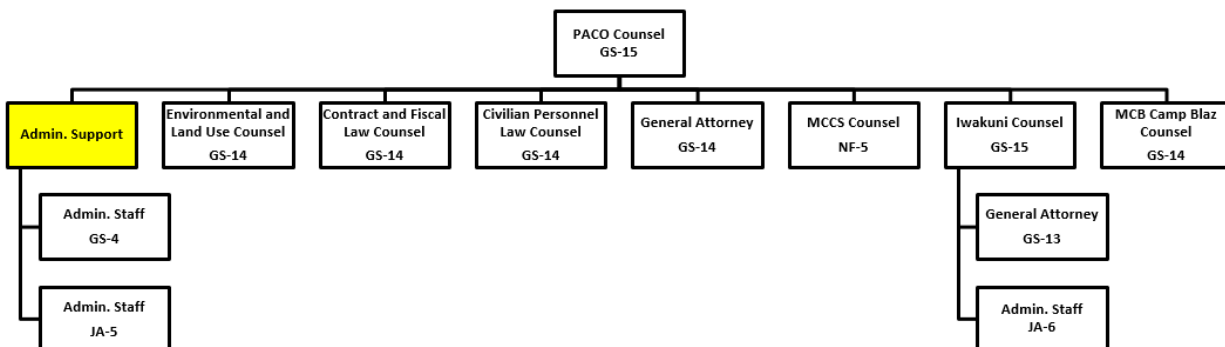 PACO Counsel
GS-15
Admin. Support
Environmental and
Land Use Counsel
GS-14
Contract and Fiscal
Law Counsel
GS-14
Civilian Personnel
Law Counsel
GS-14
General Attorney
GS-14
MCCS Counsel
NF-5
Iwakuni Counsel
GS-15
MCB Camp Blaz
Counsel
GS-14
Admin. Staff
GS-4
General Attorney
GS-13
Admin. Staff
JA-5
Admin. Staff
JA-6